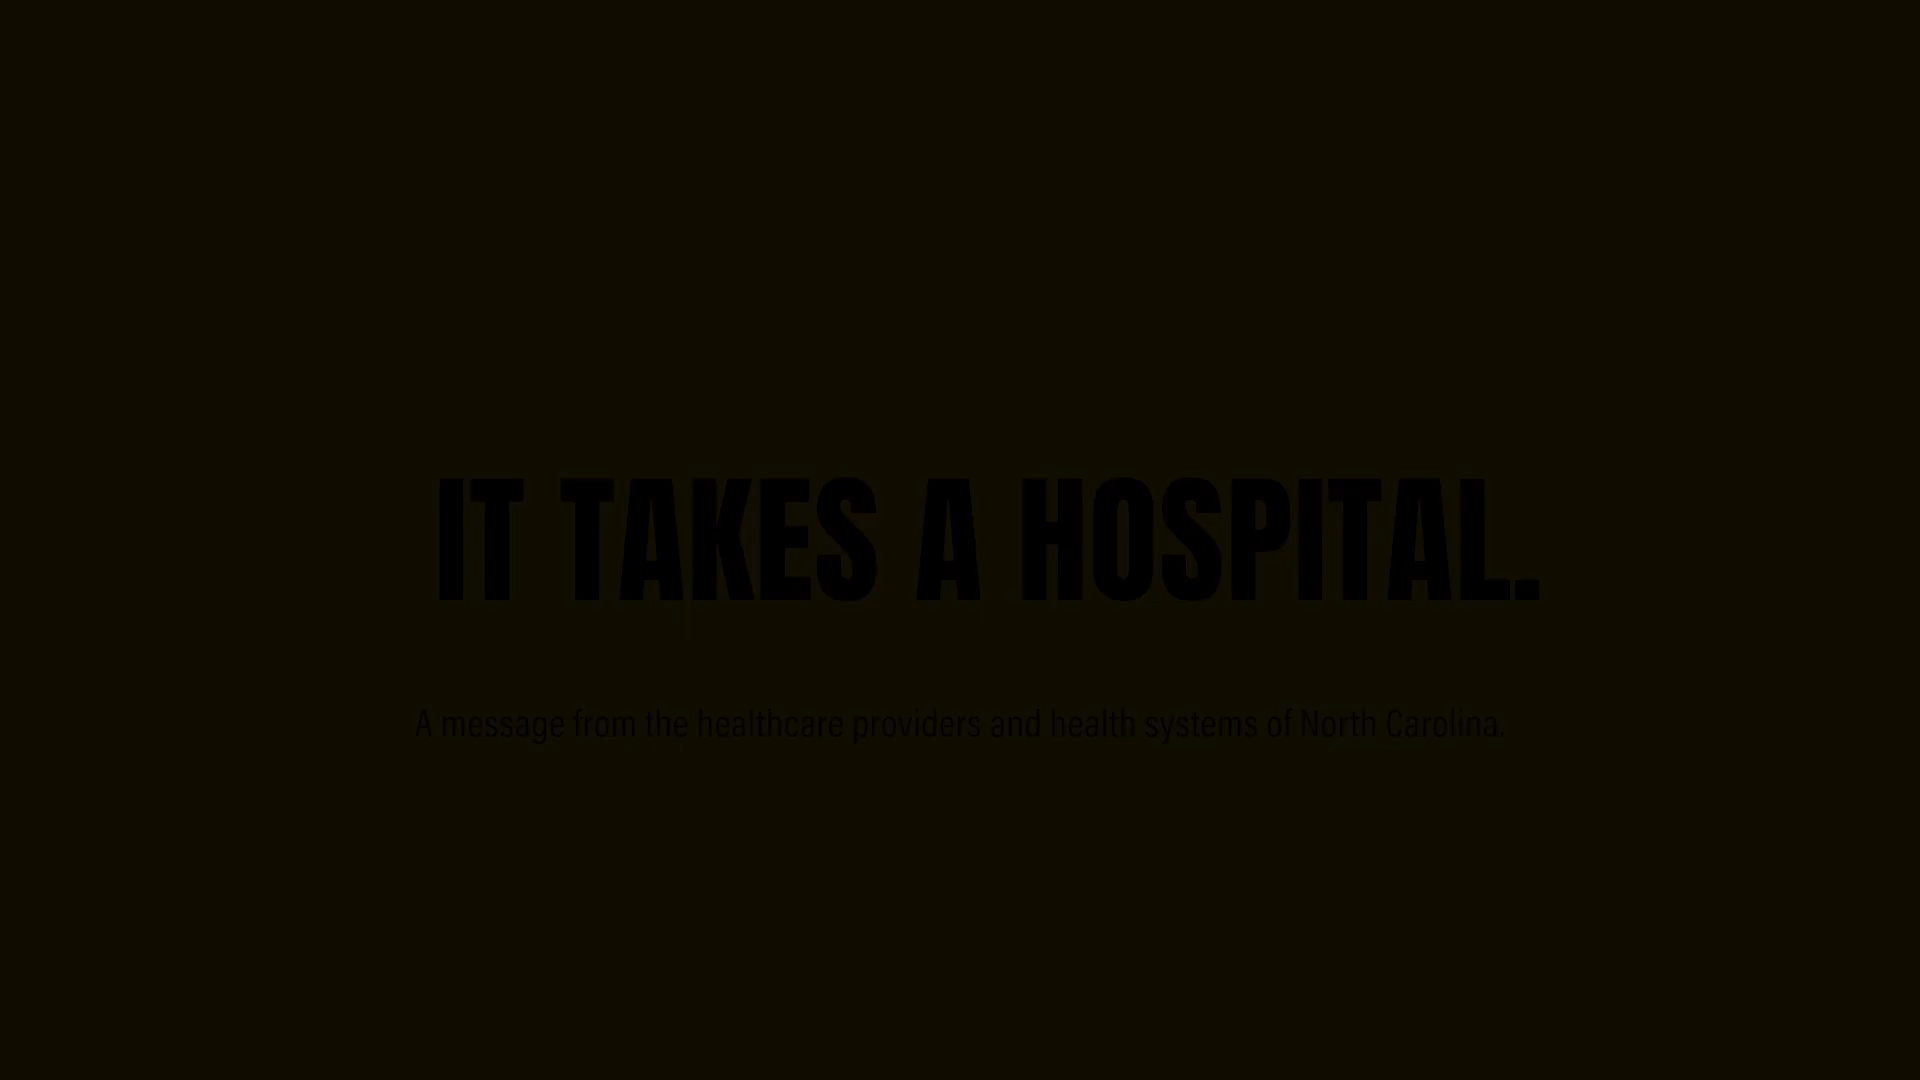 IT TAKES A HOSPITAL.
A message from the healthcare providers and health systems of North Carolina.